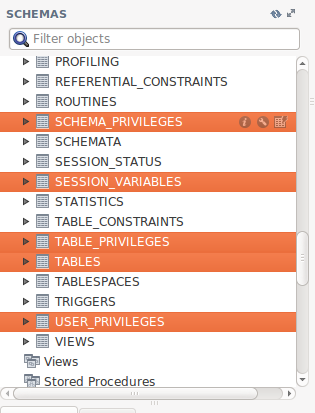 SCHEMAS
Filter objects
PROFILING
REFERENTIAL_CONSTRAINTS
ROUTINES
SCHEMA_PRIVILEGES
SCHEMATA
SESSION_STATUS
SESSION_VARIABLES
STATISTICS
TABLE_CONSTRAINTS
TABLE_PRIVILEGES
TABLES
TABLESPACES
TRIGGERS
USER_PRIVILEGES
VIEWS
Views
Stored Procedures